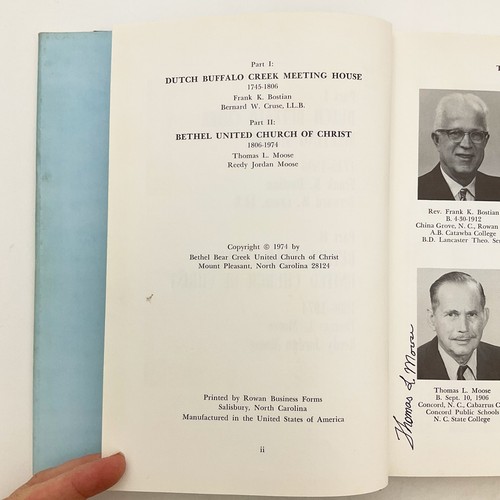 Part I:
DUTCH BUFFALO CREEK MEETING HOUSE
1745-1806
Frank K. Bostian
Bernard W. Cruse, LL.B.
Part II:
BETHEL UNITED CHURCH OF CHRIST
1806-1974
Thomas L. Moose
Reedy Jordan Moose
Copyright © 1974 by
Bethel Bear Creek United Church of Christ
Mount Pleasant, North Carolina 28124
Printed by Rowan Business Forms
Salisbury, North Carolina
Manufactured in the United States of America
ii
T
Rev. Frank K. Bostian
B. 4-30-1912
China Grove, N. C., Rowan
A.B. Catawba College
B.D. Lancaster Theo. Se
Thomas L. Moose
Thomas L. Moose
B. Sept. 10, 1906
Concord, N. C., Cabarrus C
Concord Public Schools
N. C. State College